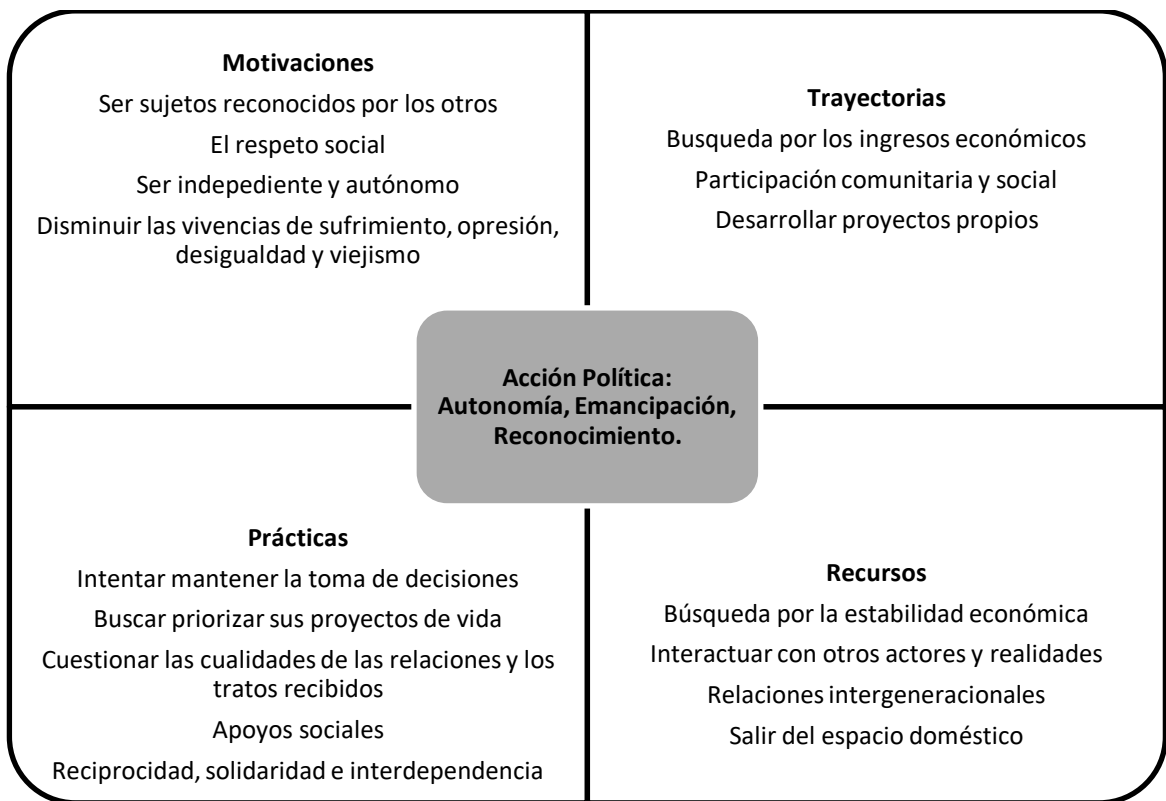 Motivaciones
Ser sujetos reconocidos por los otros
El respeto social
Ser indepediente y autónomo
Disminuir las vivencias de sufrimiento, opresión,
desigualdad y viejismo
Trayectorias
Busqueda por los ingresos económicos
Participación comunitaria y social
Desarrollar proyectos propios
Acción Política:
Autonomía, Emancipación,
Reconocimiento.
Prácticas
Intentar mantener la toma de decisiones
Buscar priorizar sus proyectos de vida
Cuestionar las cualidades de las relaciones y los
tratos recibidos
Apoyos sociales
Reciprocidad, solidaridad e interdependencia
Recursos
Búsqueda por la estabilidad económica
Interactuar con otros actores y realidades
Relaciones intergeneracionales
Salir del espacio doméstico